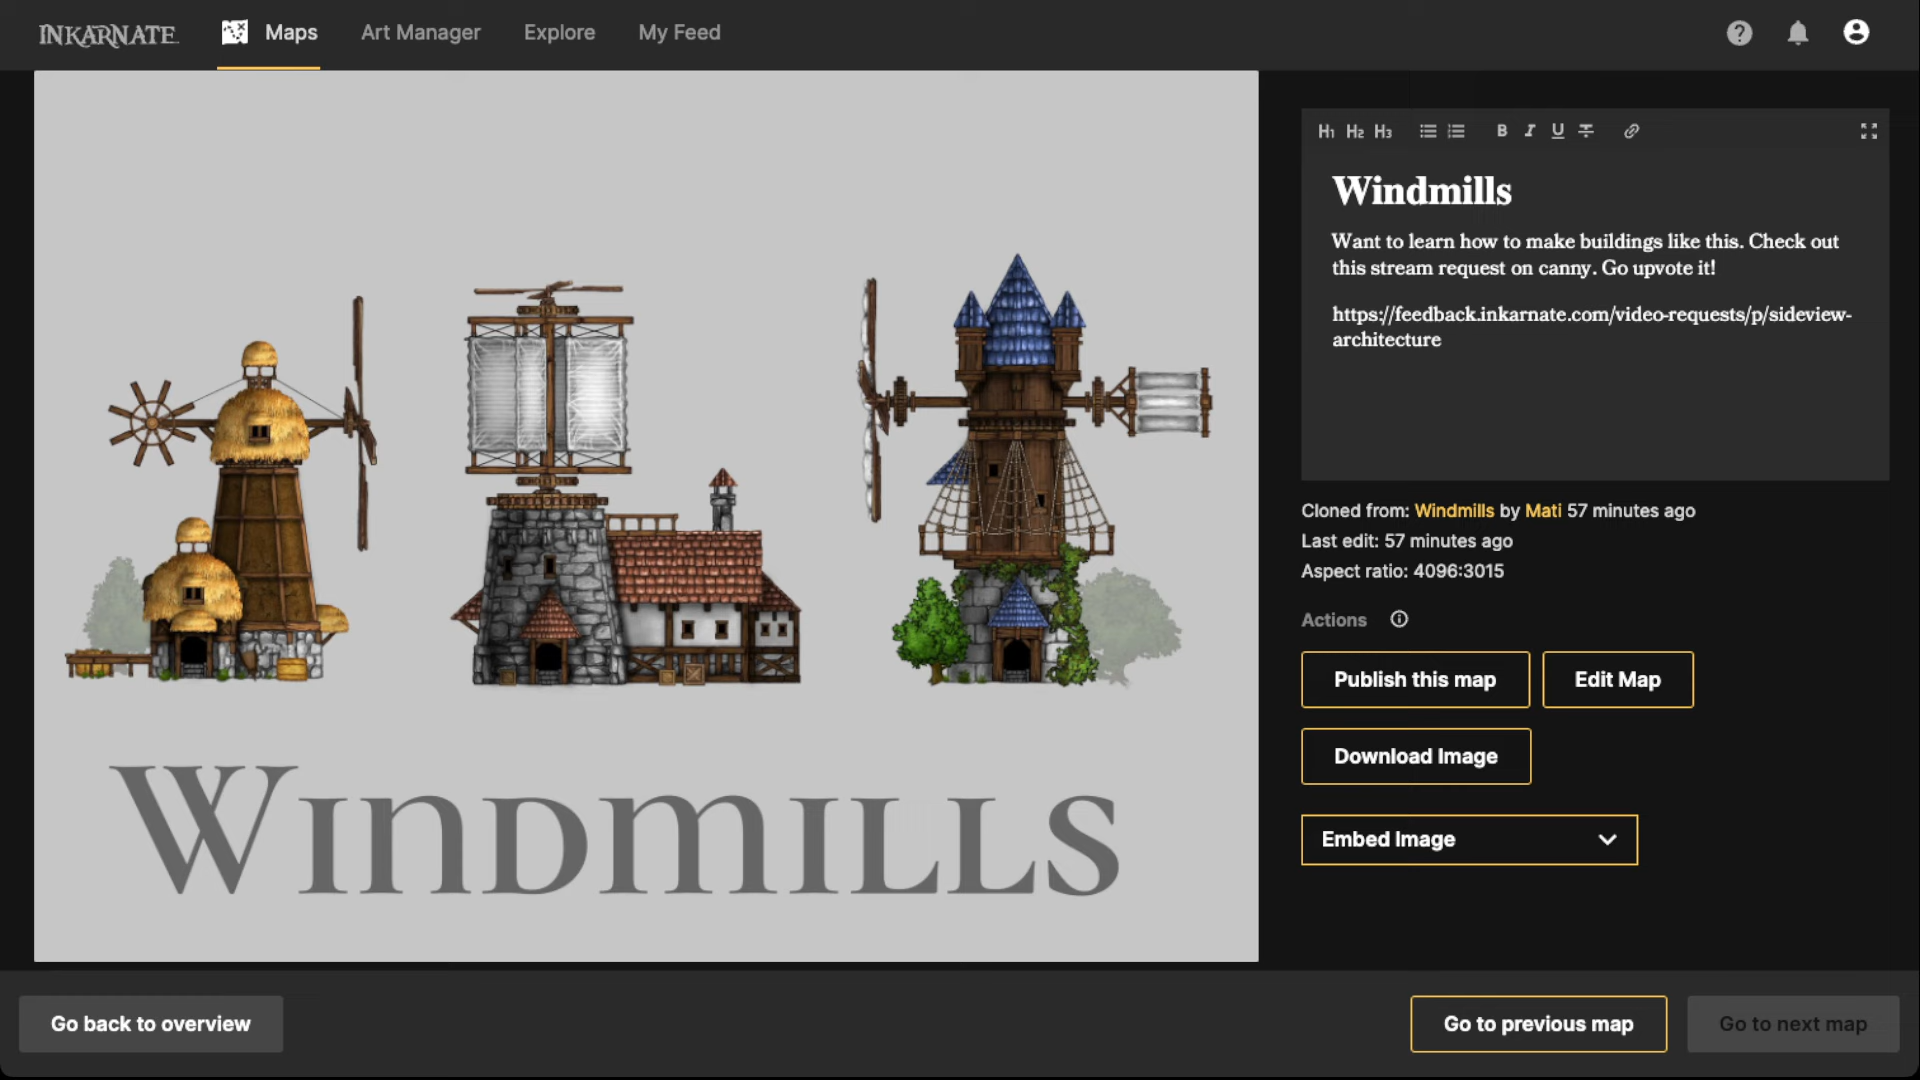 INKARNATE
Maps
Art Manager
Explore
My Feed
H1 H2 H3 B I U T
Windmills
Want to learn how to make buildings like this. Check out
this stream request on canny. Go upvote it!
https://feedback.inkarnate.com/video-requests/p/sideview-
architecture
Cloned from: Windmills by Mati 57 minutes ago
Last edit: 57 minutes ago
Aspect ratio: 4096:3015
Actions
Publish this map
Edit Map
Download Image
Embed Image
WINDMILLS
Go back to overview
Go to previous map
Go to next map